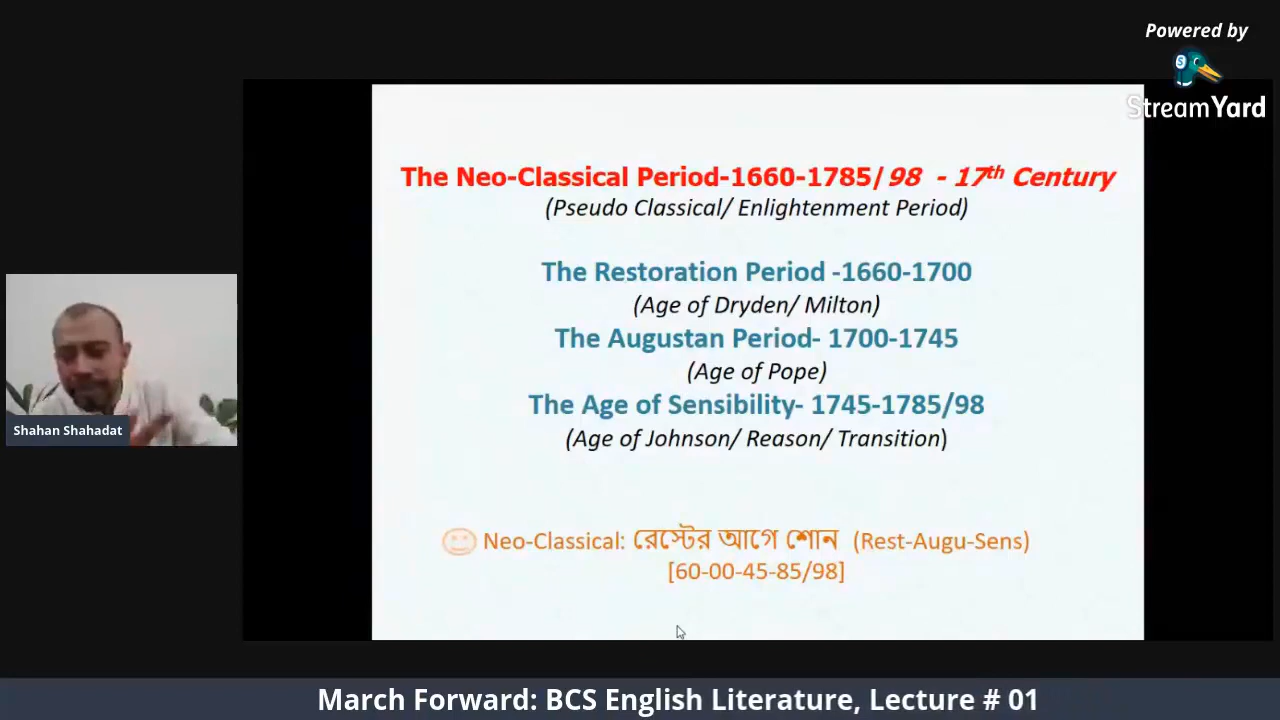 Powered by
StreamYard
The Neo-Classical Period-1660-1785/98 - 17th Century
(Pseudo Classical/ Enlightenment Period)
The Restoration Period -1660-1700
(Age of Dryden/ Milton)
The Augustan Period- 1700-1745
(Age of Pope)
The Age of Sensibility- 1745-1785/98
(Age of Johnson/ Reason/ Transition)
Neo-Classical: রেস্টের আগে শোন (Rest-Augu-Sens)
[60-00-45-85/98]
Shahan Shahadat
March Forward: BCS English Literature, Lecture # 01